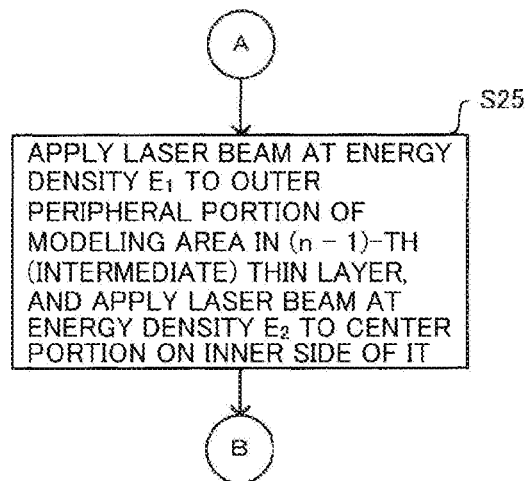 A
S25
APPLY LASER BEAM AT ENERGY
DENSITY E₁ TO OUTER
PERIPHERAL PORTION OF
MODELING AREA IN (n − 1)-TH
(INTERMEDIATE) THIN LAYER,
AND APPLY LASER BEAM AT
ENERGY DENSITY E₂ TO CENTER
PORTION ON INNER SIDE OF IT
B